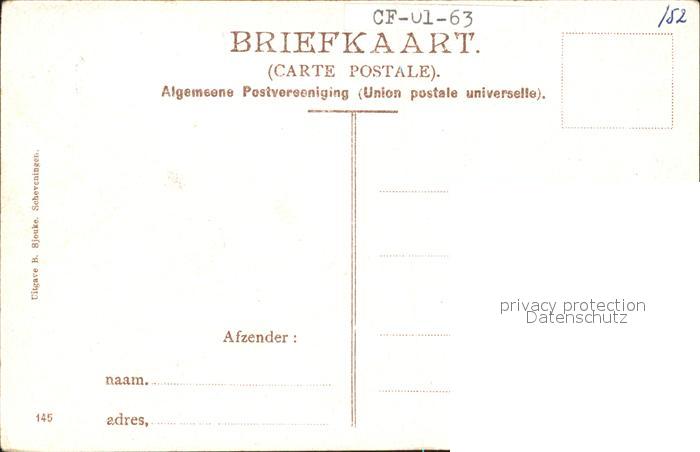 CF-01-63
152
BRIEFKAART.
(CARTE POSTALE).
Algemeene Postvereeniging (Union postale universelle).
Uitgave B. Sjouke. Scheveningen.
privacy protection
Datenschutz
Afzender :
naam.
adres,
145